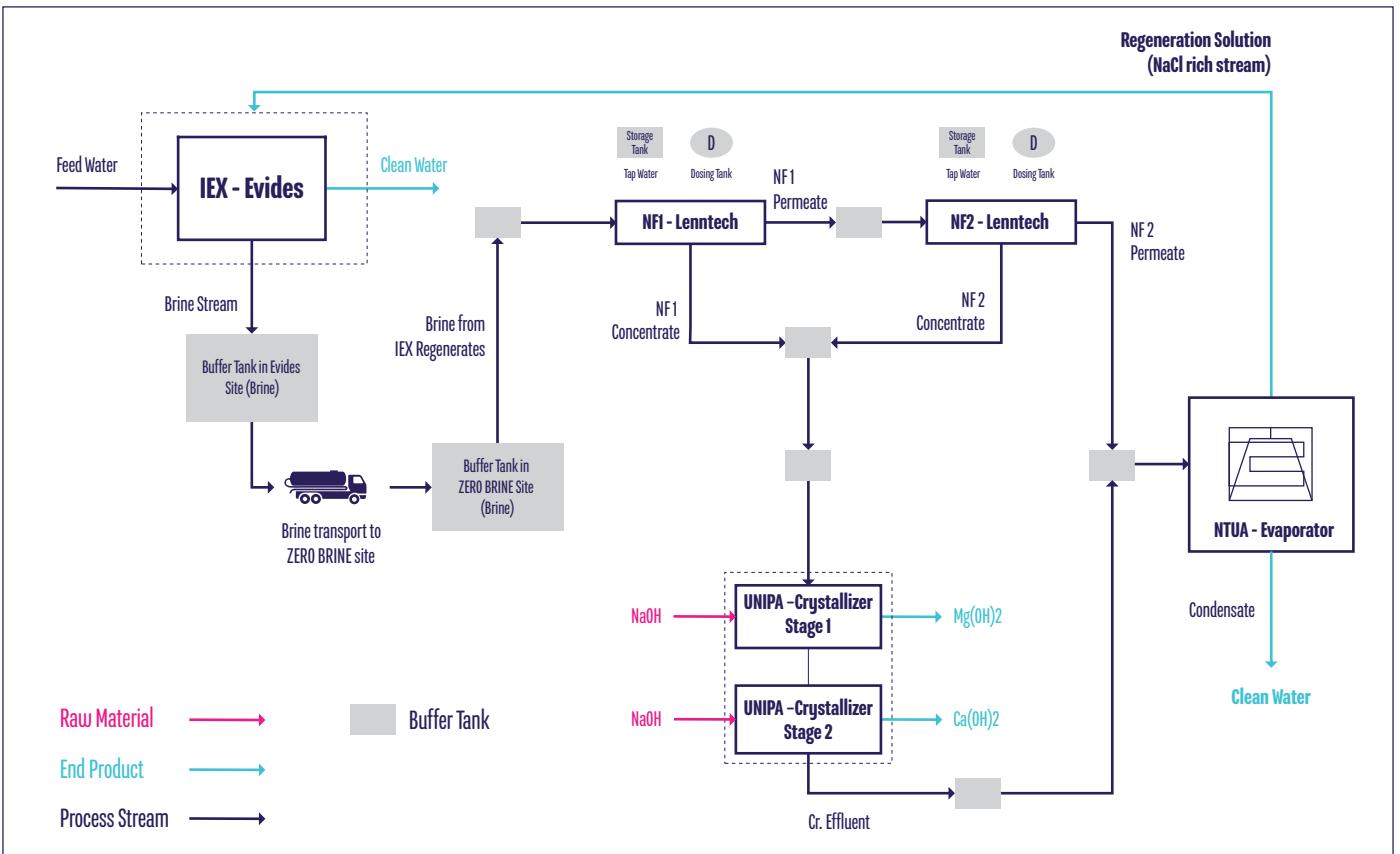 Regeneration Solution
(NaCl rich stream)
Feed Water
IEX - Evides
Clean Water
Storage
Tank
Tap Water
D
Dosing Tank
NF 1
Permeate
Storage
Tank
Tap Water
D
Dosing Tank
NF1 - Lenntech
NF2 - Lenntech
NF 2
Permeate
Brine Stream
Brine from
IEX Regenerates
NF 1
Concentrate
NF 2
Concentrate
Buffer Tank in Evides
Site (Brine)
Buffer Tank in
ZERO BRINE Site
(Brine)
Brine transport to
ZERO BRINE site
NTUA - Evaporator
NaOH
UNIPA -Crystallizer
Stage 1
Mg(OH)2
Condensate
NaOH
UNIPA -Crystallizer
Stage 2
Ca(OH)2
Clean Water
Raw Material
Buffer Tank
End Product
Process Stream
Cr. Effluent